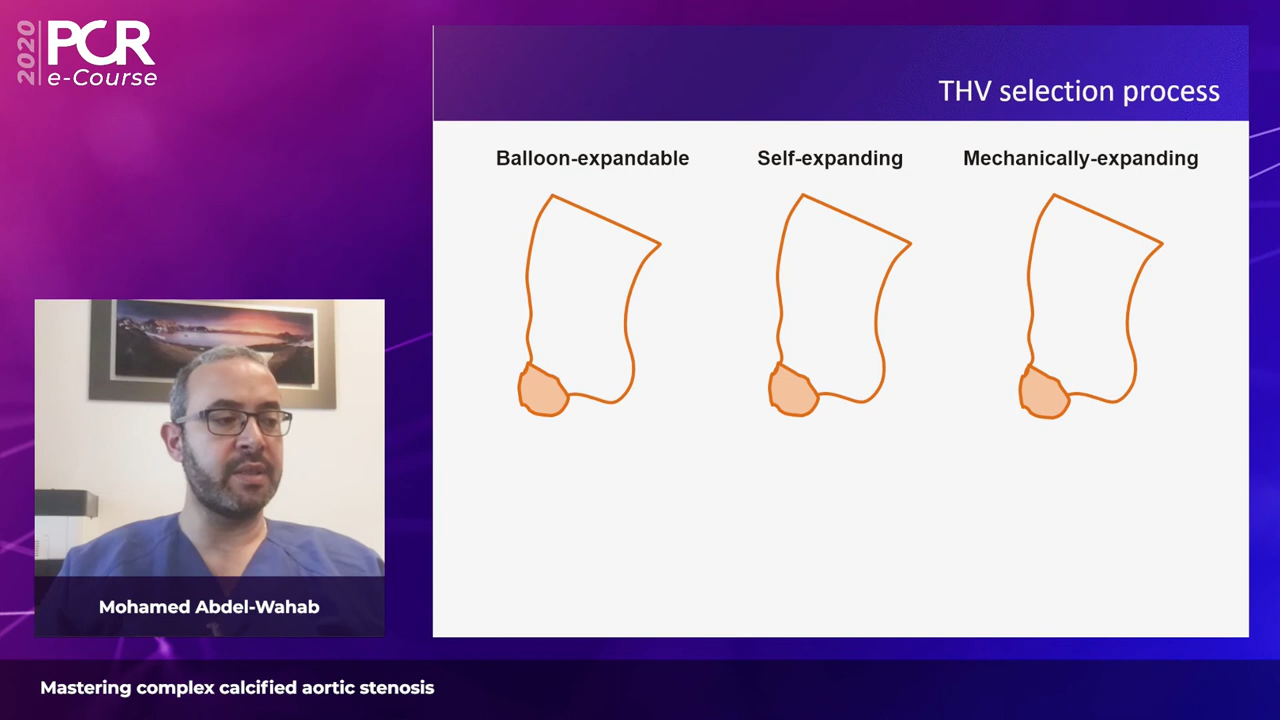 2020
PCR
e-Course
THV selection process
Balloon-expandable
Self-expanding
Mechanically-expanding
Mohamed Abdel-Wahab
Mastering complex calcified aortic stenosis